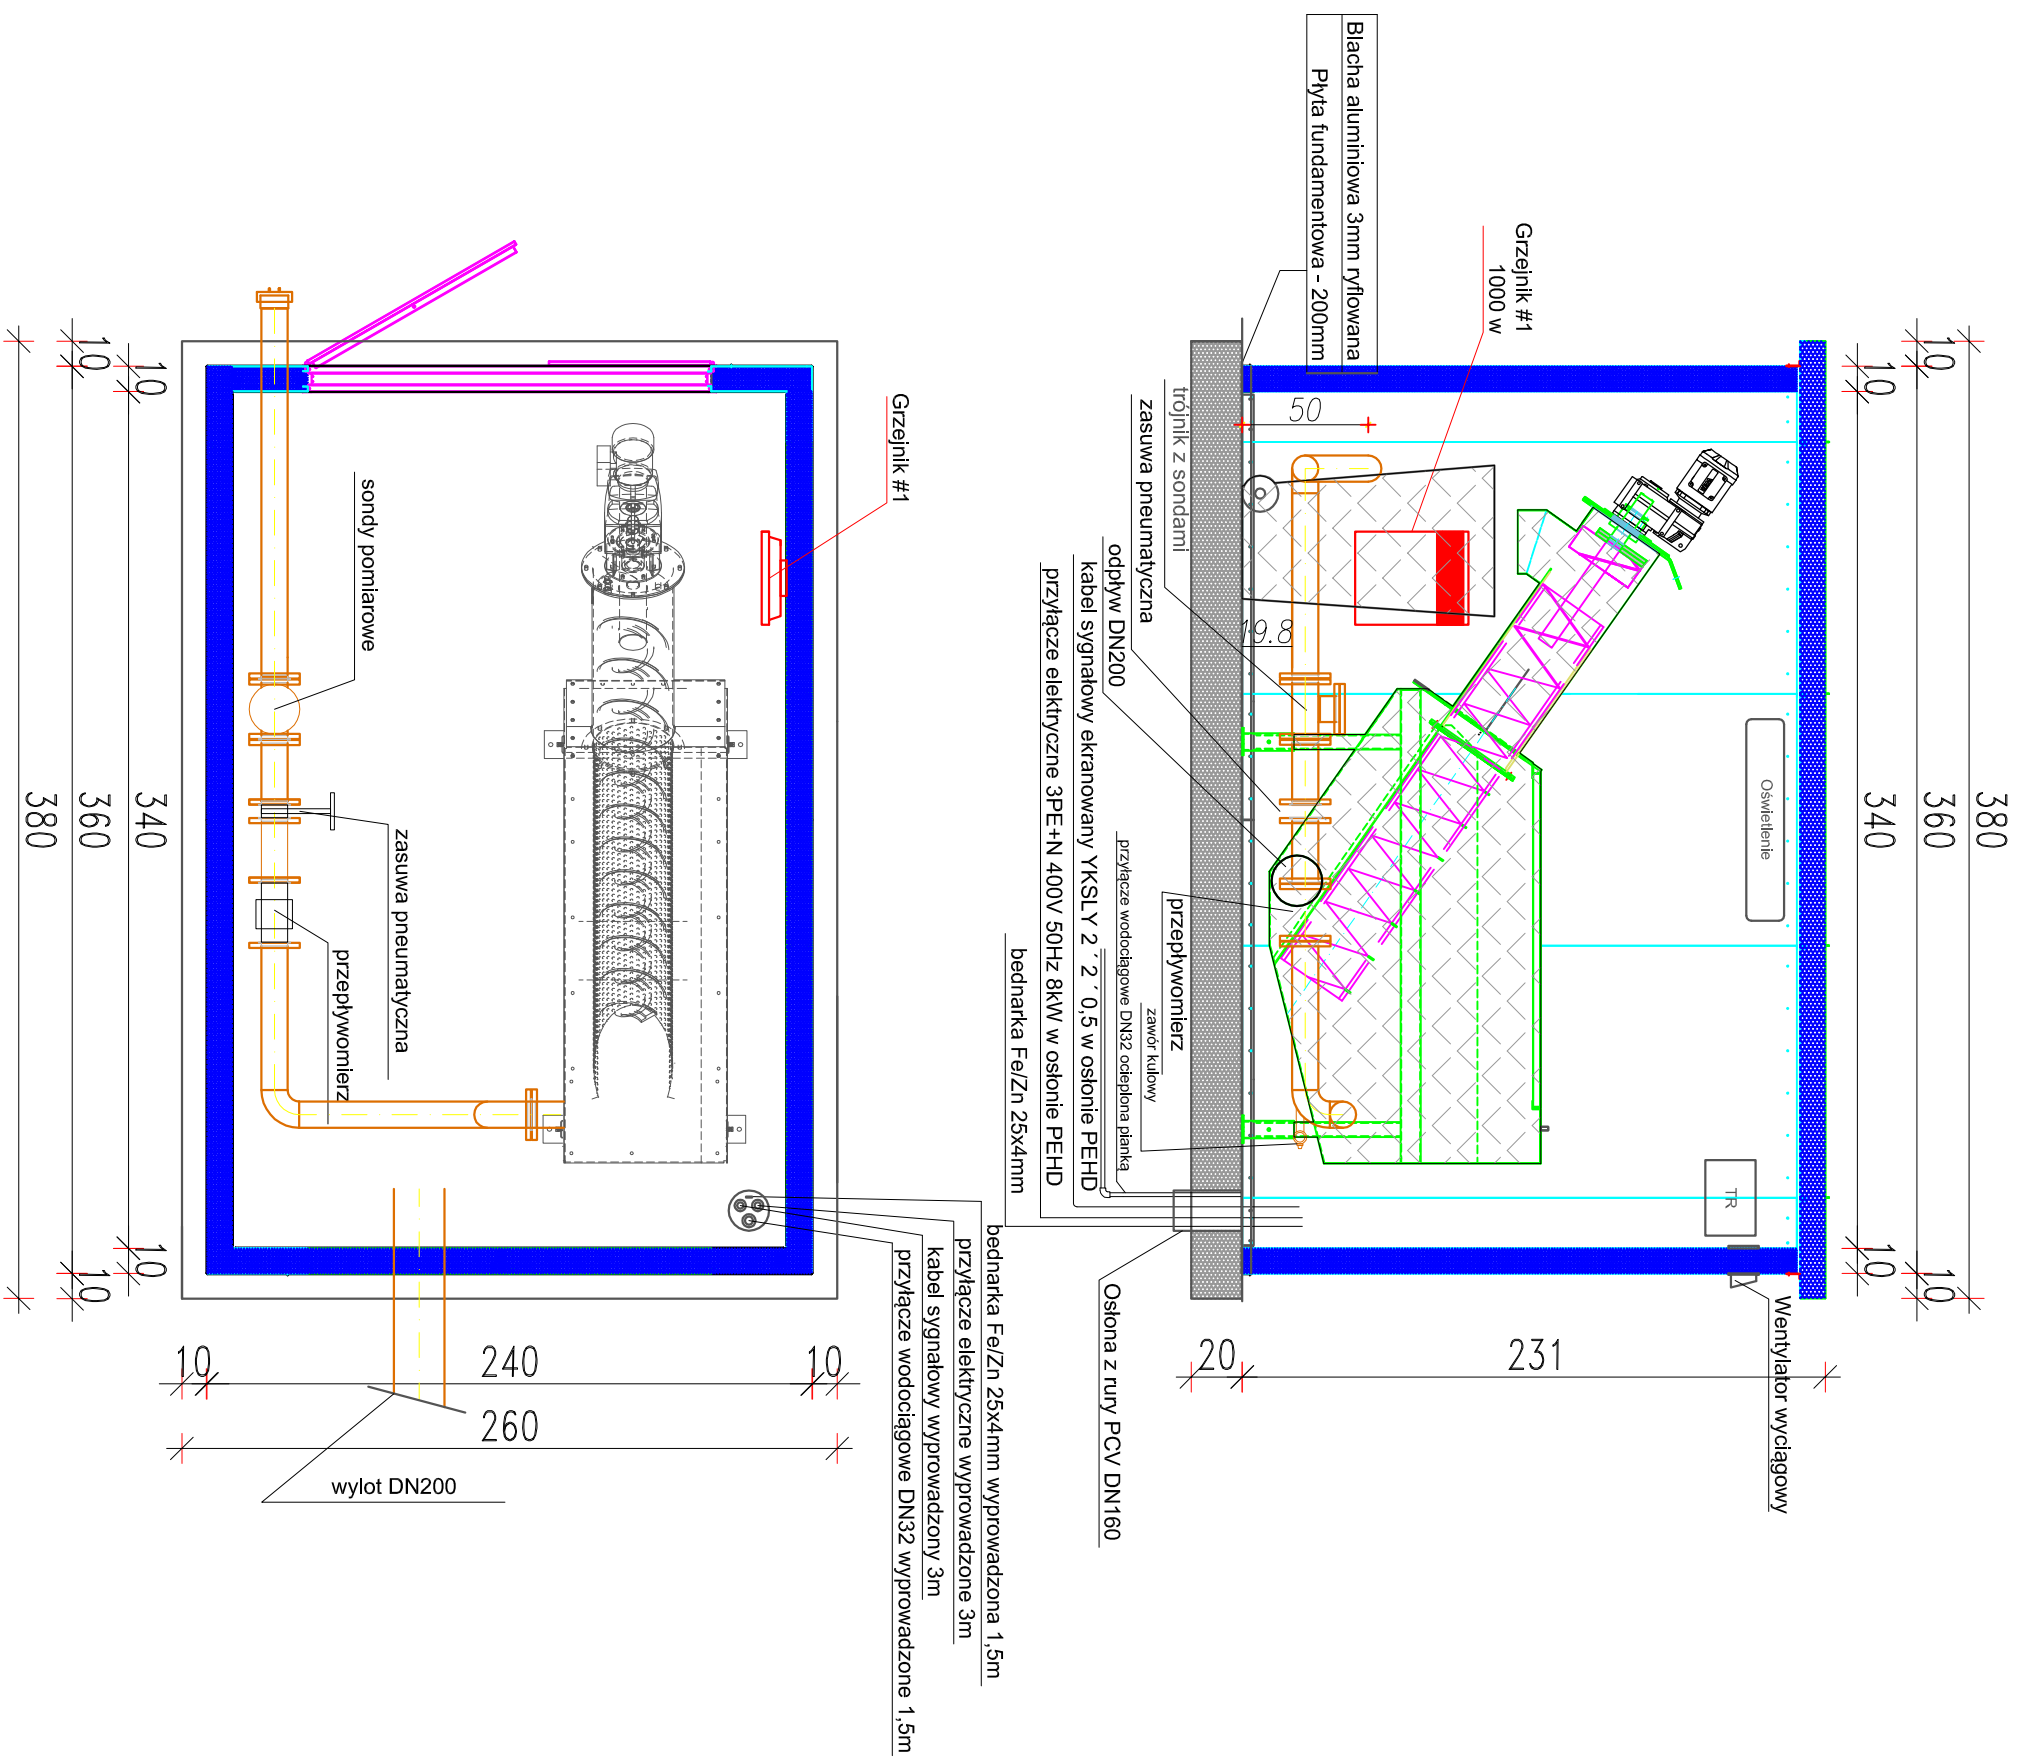 Blacha aluminiowa 3mm ryflowana
Płyta fundamentowa - 200mm
Grzejnik #1
1000 w
50
19.8
trójnik z sondami
zasuwa pneumatyczna
odpływ DN200
kabel sygnałowy ekranowany YKSLY 2 ´ 2 ´ 0,5 w osłonie PEHD
przyłącze elektryczne 3PE+N 400V 50Hz 8kW w osłonie PEHD
bednarka Fe/Zn 25x4mm
przyłącze wodociągowe DN32 ocieplona pianką
zawór kulowy
przepływomierz
Oświetlenie
TR
Wentylator wyciągowy
Osłona z rury PCV DN160
10
10
340
360
380
10
10
20
231
Grzejnik #1
sondy pomiarowe
zasuwa pneumatyczna
przepływomierz
bednarka Fe/Zn 25x4mm wyprowadzona 1,5m
przyłącze elektryczne wyprowadzone 3m
kabel sygnałowy wyprowadzony 3m
przyłącze wodociągowe DN32 wyprowadzone 1,5m
10
10
340
360
380
10
10
10
240
10
260
wylot DN200